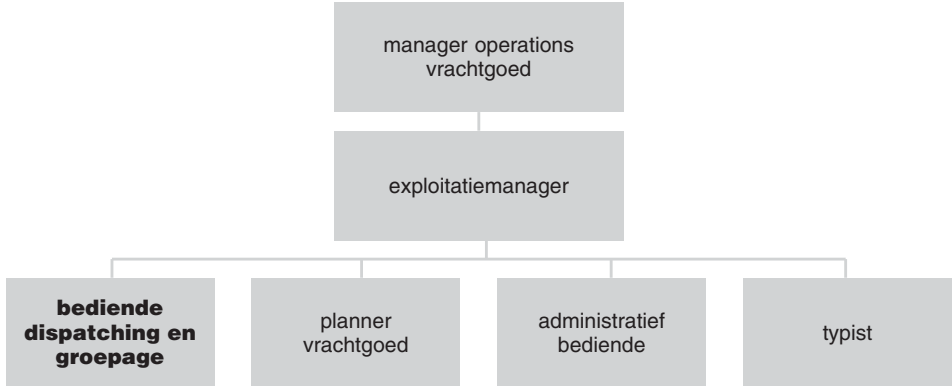 manager operations
vrachtgoed
exploitatiemanager
bediende
dispatching en
groepage
planner
vrachtgoed
administratief
bediende
typist